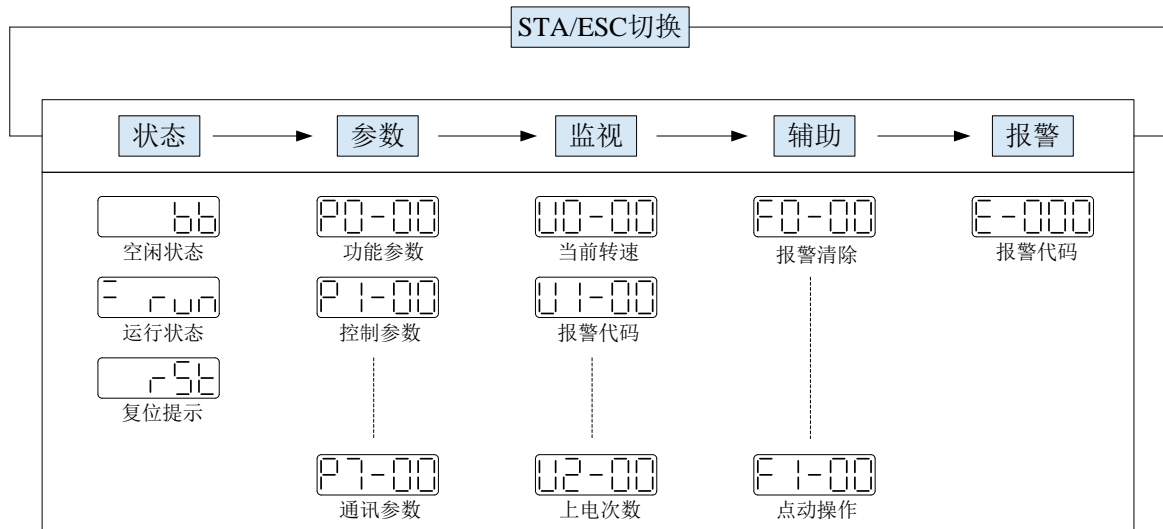 STA/ESC切换
状态 参数 监视 辅助 报警
bb P0-00 U0-00 F0-00 E-000
空闲状态 功能参数 当前转速 报警清除 报警代码
run P1-00 U1-00
运行状态 控制参数 报警代码
rSt
复位提示
P7-00 U2-00 F1-00
通讯参数 上电次数 点动操作